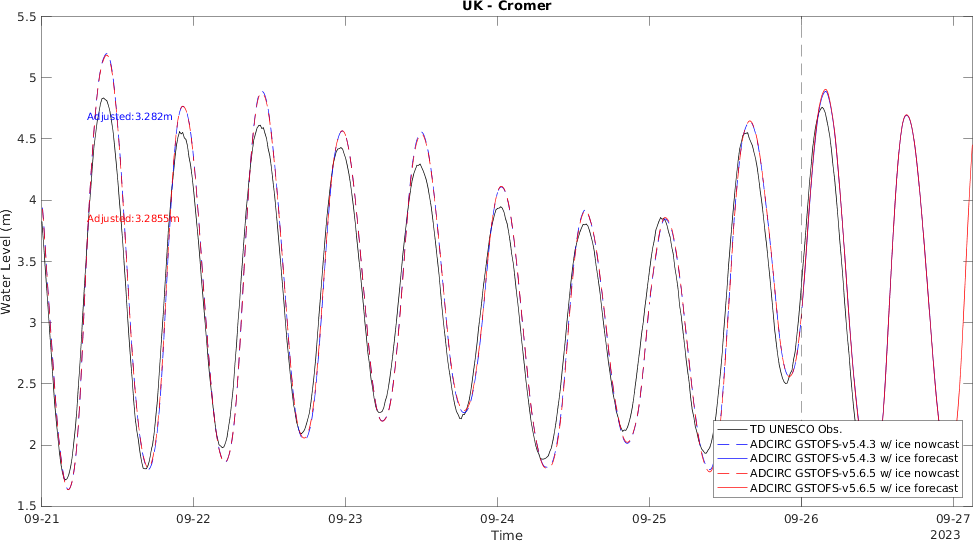 UK - Cromer
5.5
5
4.5
4
3.5
3
2.5
2
1.5
Water Level (m)
Adjusted:3.282m
Adjusted:3.2855m
TD UNESCO Obs.
ADCIRC GSTOFS-v5.4.3 w/ ice nowcast
ADCIRC GSTOFS-v5.4.3 w/ ice forecast
ADCIRC GSTOFS-v5.6.5 w/ ice nowcast
ADCIRC GSTOFS-v5.6.5 w/ ice forecast
09-21 09-22 09-23 09-24 09-25 09-26 09-27
Time
2023